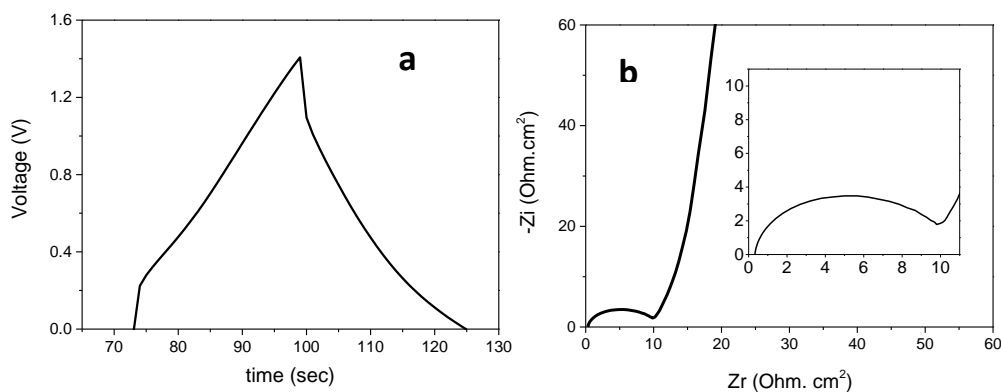 a
1.6
1.2
0.8
0.4
0.0
Voltage (V)
70 80 90 100 110 120 130
time (sec)
b
60
40
20
0
-Zi (Ohm.cm²)
0 10 20 30 40 50 60
Zr (Ohm. cm²)
10
8
6
4
2
0
0 2 4 6 8 10